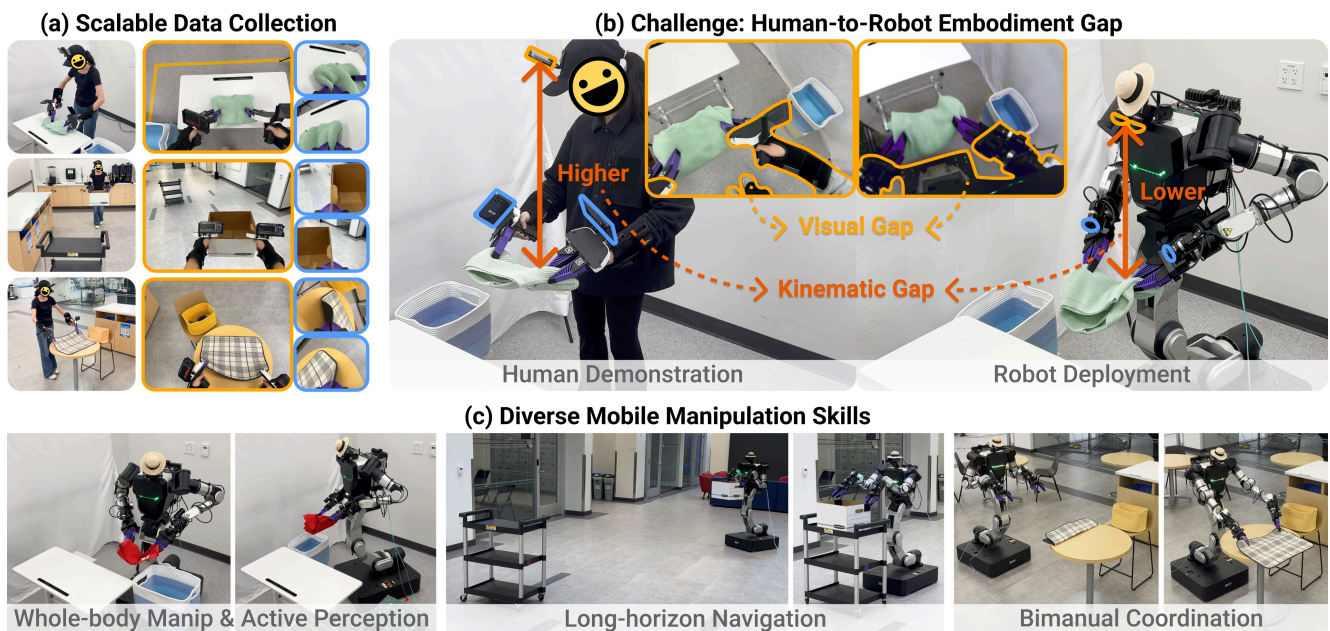 (a) Scalable Data Collection
(b) Challenge: Human-to-Robot Embodiment Gap
Higher
Lower
Visual Gap
Kinematic Gap
Human Demonstration
Robot Deployment
(c) Diverse Mobile Manipulation Skills
Whole-body Manip & Active Perception
Long-horizon Navigation
Bimanual Coordination